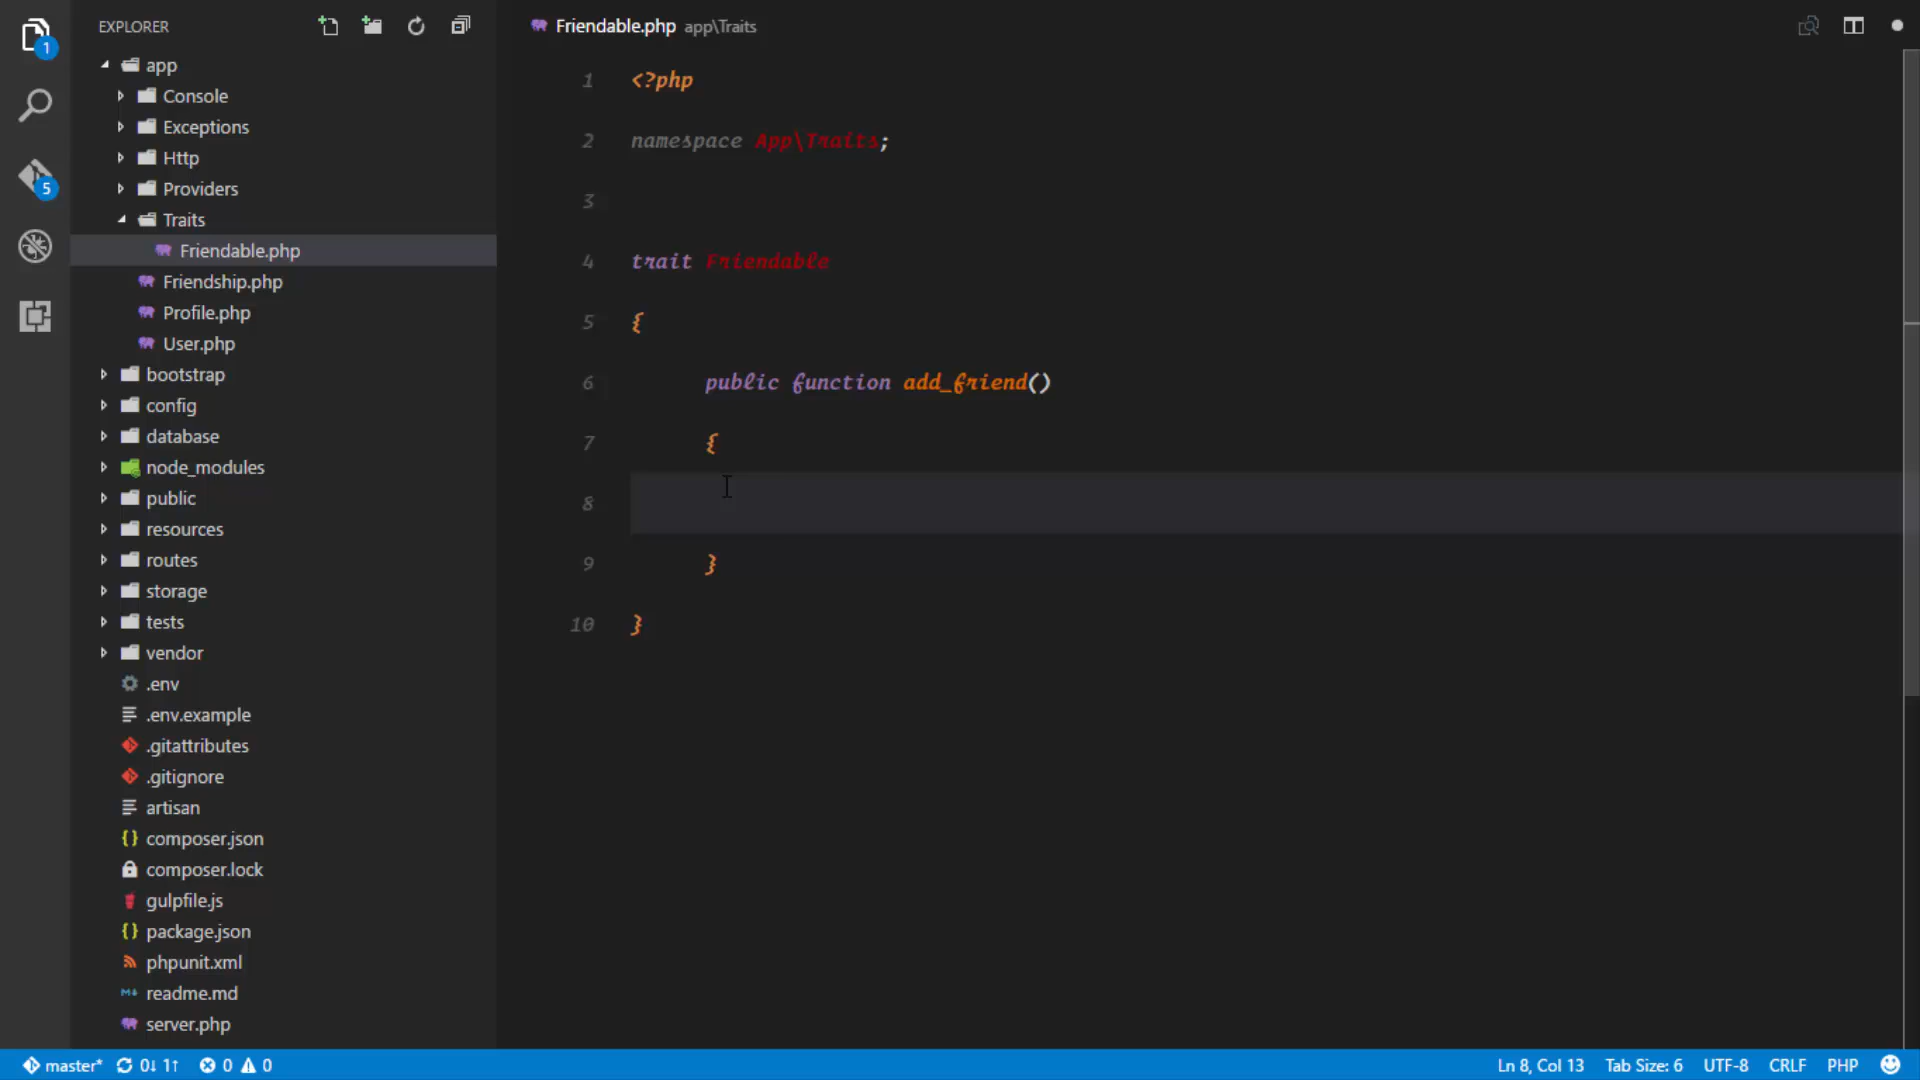 EXPLORER
Friendable.php app\Traits
1
5
app
Console
Exceptions
Http
Providers
Traits
Friendable.php
Friendship.php
Profile.php
User.php
bootstrap
config
database
node_modules
public
resources
routes
storage
tests
vendor
.env
.env.example
.gitattributes
.gitignore
artisan
composer.json
composer.lock
gulpfile.js
package.json
phpunit.xml
readme.md
server.php
1 <?php
2 namespace App\Traits;
3
4 trait Friendable
5 {
6 public function add_friend()
7 {
8
9 }
10 }
master* 0↓ 1↑ 0 0 Ln 8, Col 13 Tab Size: 6 UTF-8 CRLF PHP